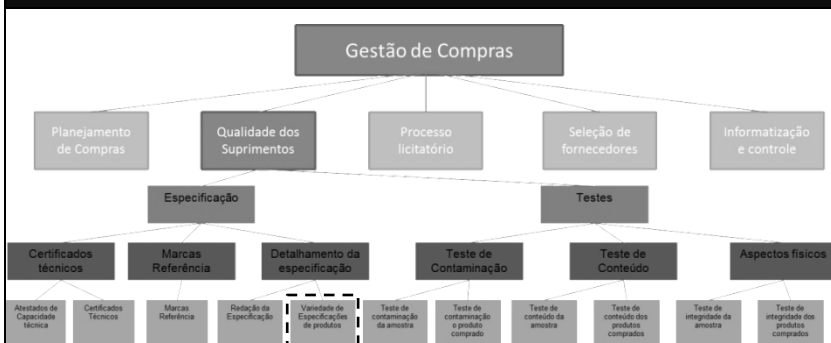 Gestão de Compras
Planejamento
de Compras
Qualidade dos
Suprimentos
Processo
licitatório
Seleção de
fornecedores
Informatização
e controle
Especificação
Testes
Certificados
técnicos
Marcas
Referência
Detalhamento da
especificação
Teste de
Contaminação
Teste de
Conteúdo
Aspectos físicos
Atestados de
Capacidade
técnica
Certificados
Técnicos
Marcas
Referência
Redação da
Especificação
Variedade de
Especificações
de produtos
Teste de
contaminação
da amostra
Teste de
contaminação
o produto
comprado
Teste de
conteúdo da
amostra
Teste de
conteúdo dos
produtos
comprados
Teste de
integridade da
amostra
Teste de
integridade dos
produtos
comprados